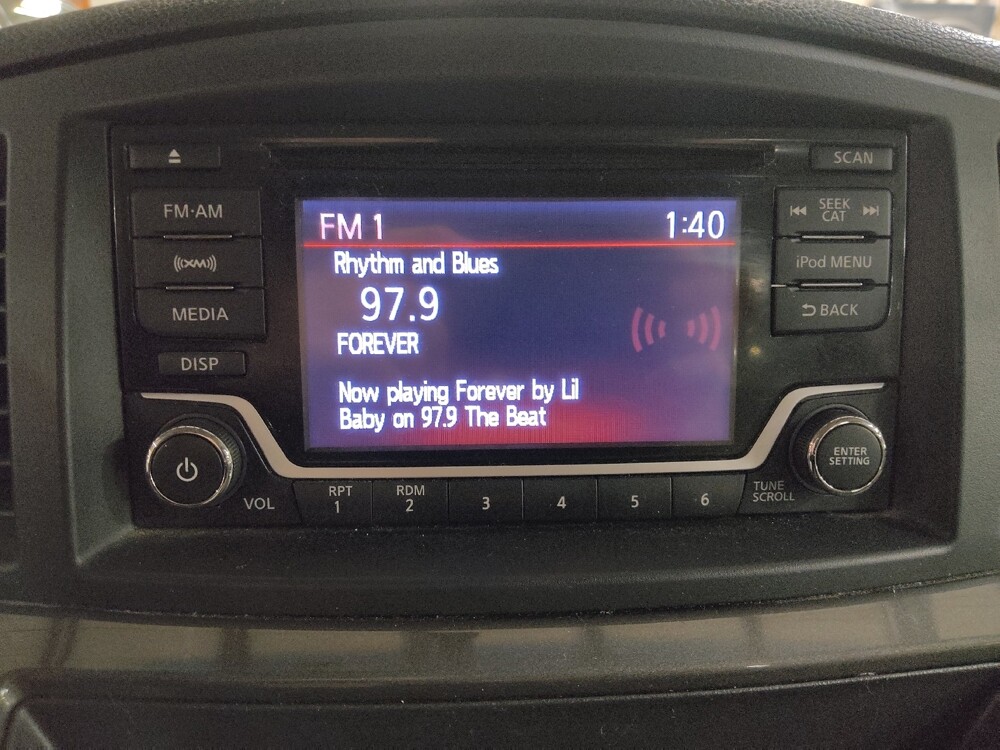 SCAN
FM·AM
SEEK
CAT
((XM))
iPod MENU
MEDIA
BACK
DISP
FM 1 1:40
Rhythm and Blues
97.9
FOREVER
Now playing Forever by Lil
Baby on 97.9 The Beat
ENTER
SETTING
VOL
RPT
1
RDM
2
3
4
5
6
TUNE
SCROLL